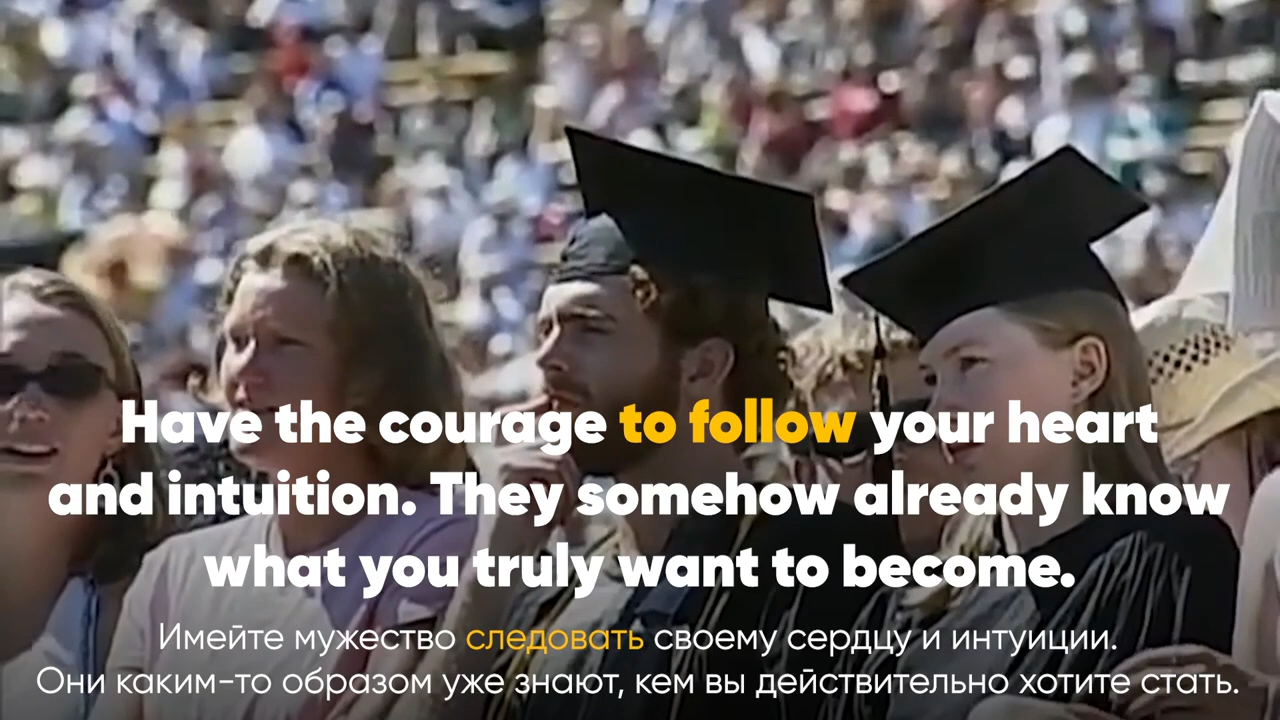 Have the courage to follow your heart
and intuition. They somehow already know
what you truly want to become.
Имейте мужество следовать своему сердцу и интуиции.
Они каким-то образом уже знают, кем вы действительно хотите стать.